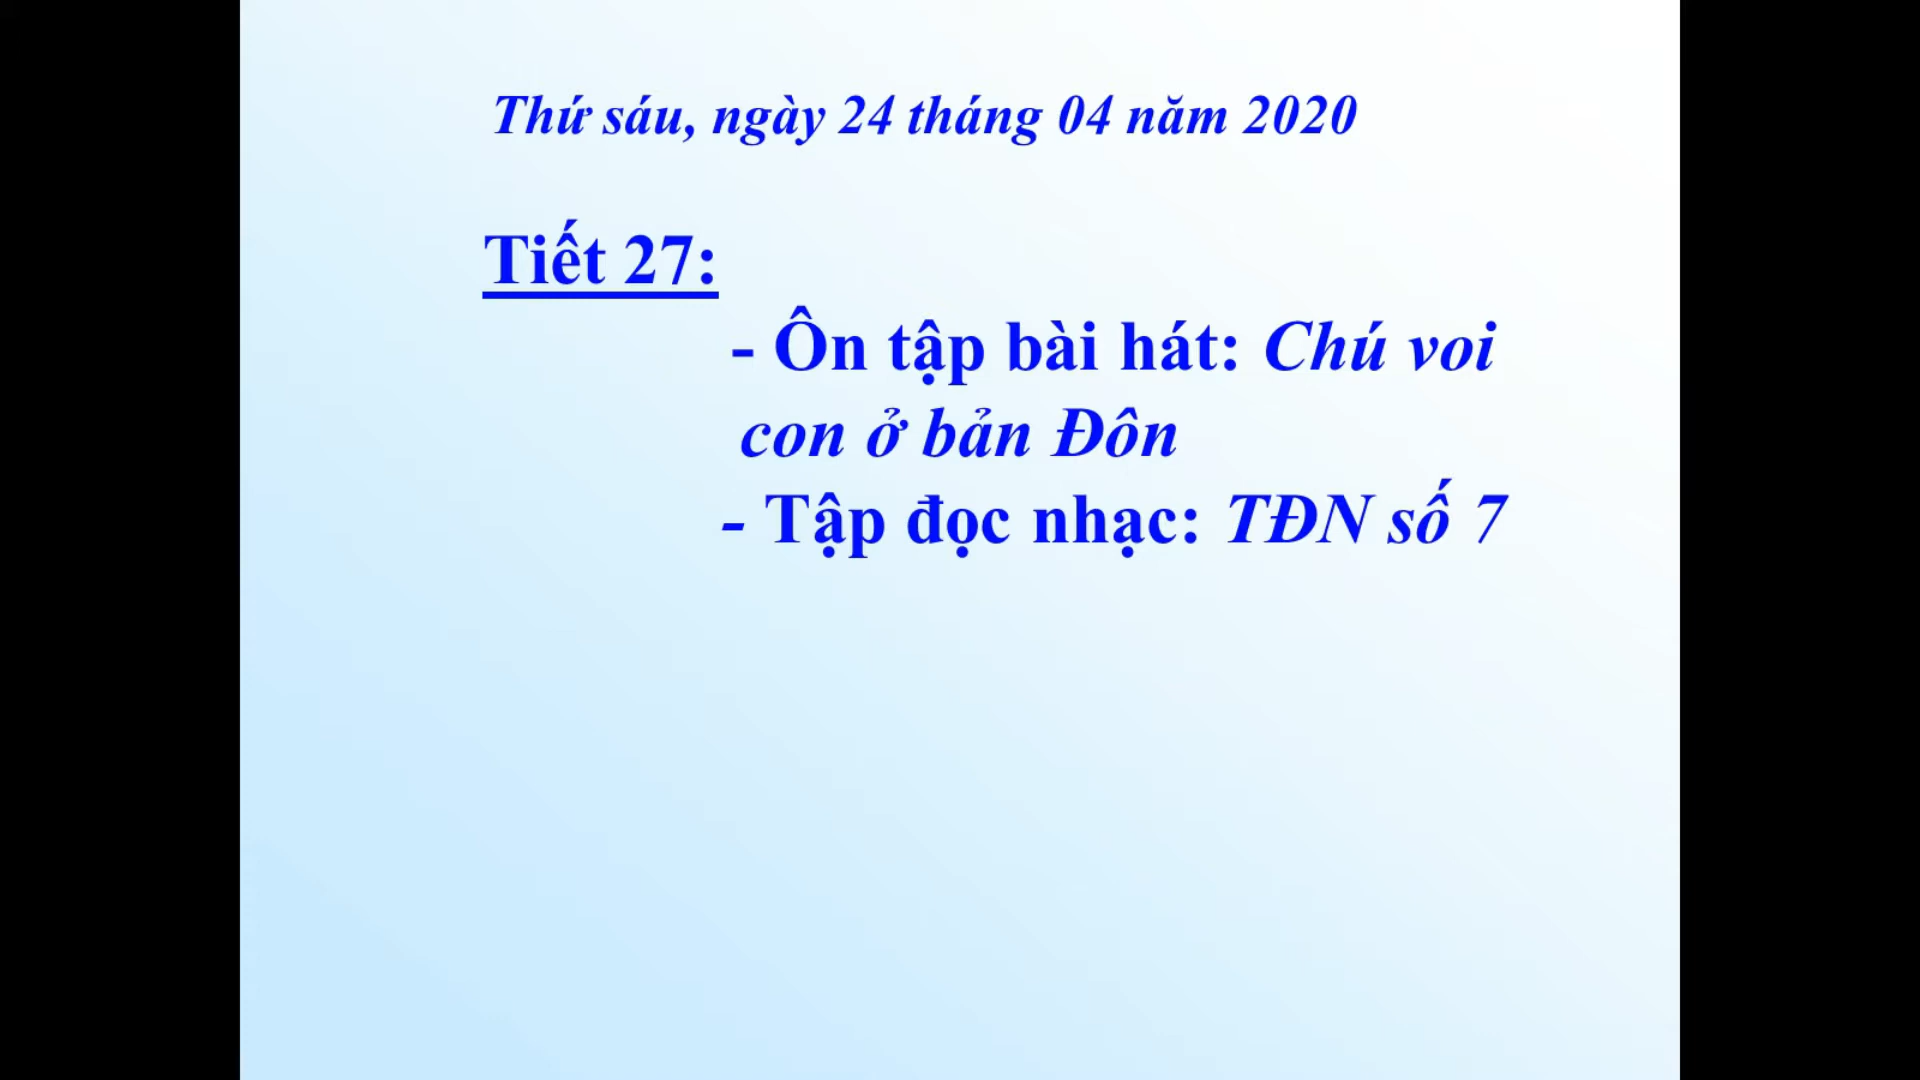 Thứ sáu, ngày 24 tháng 04 năm 2020
Tiết 27:
- Ôn tập bài hát: Chú voi
con ở bản Đôn
- Tập đọc nhạc: TĐN số 7